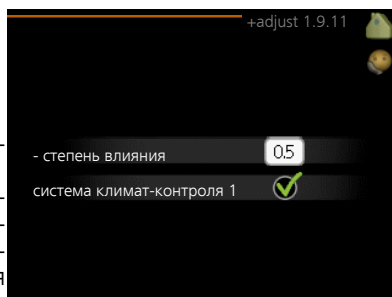 +adjust 1.9.11
-
- степень влияния 0.5
система климат-контроля 1
-
-
-
я